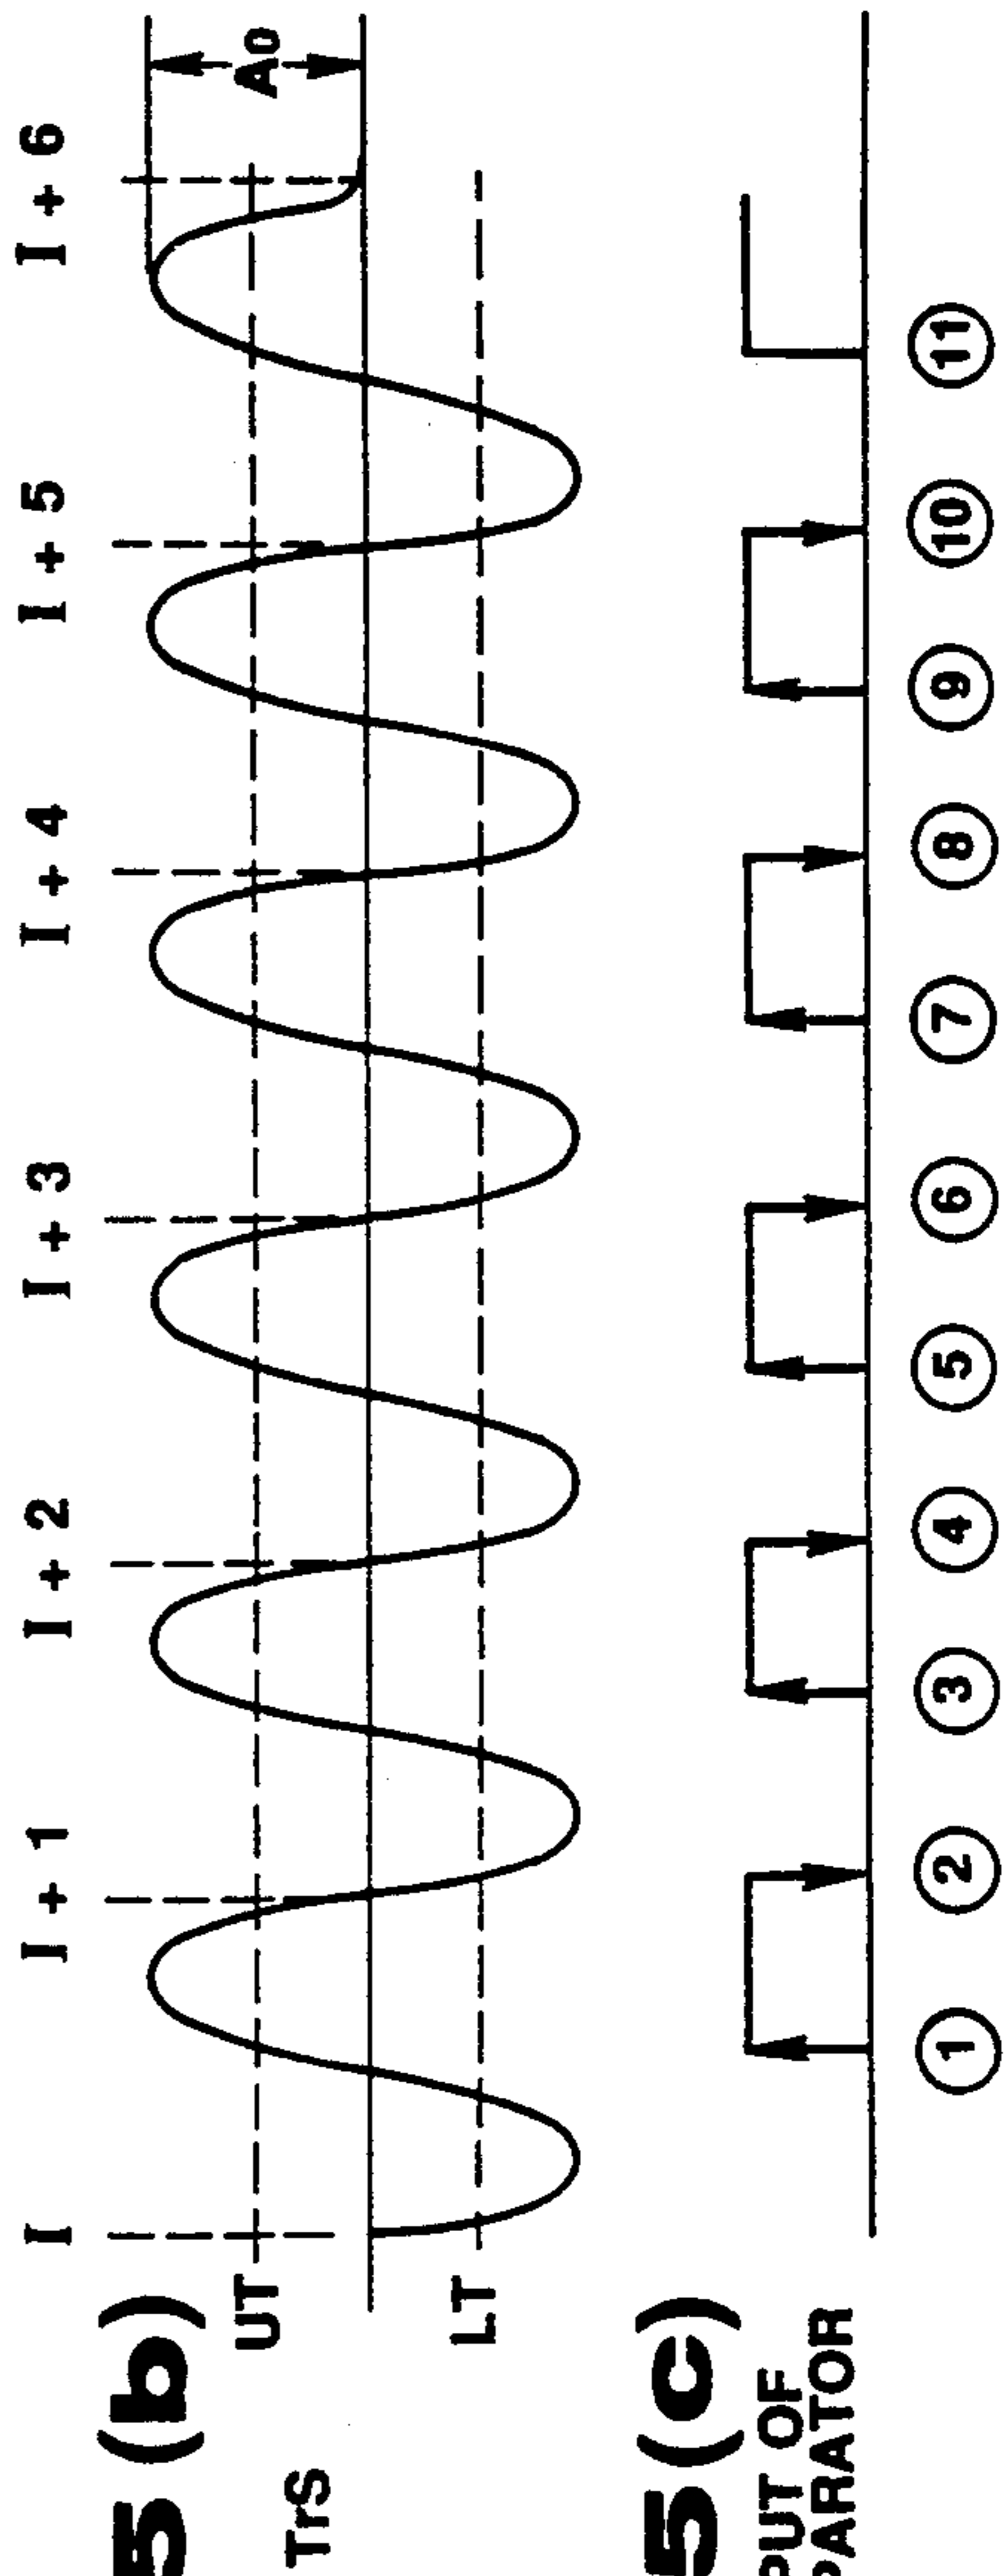 5 (b)
I I + 1 I + 2 I + 3 I + 4 I + 5 I + 6
UT
TrS
LT
A0
5 (c)
PUT OF
PARATOR
1 2 3 4 5 6 7 8 9 10 11